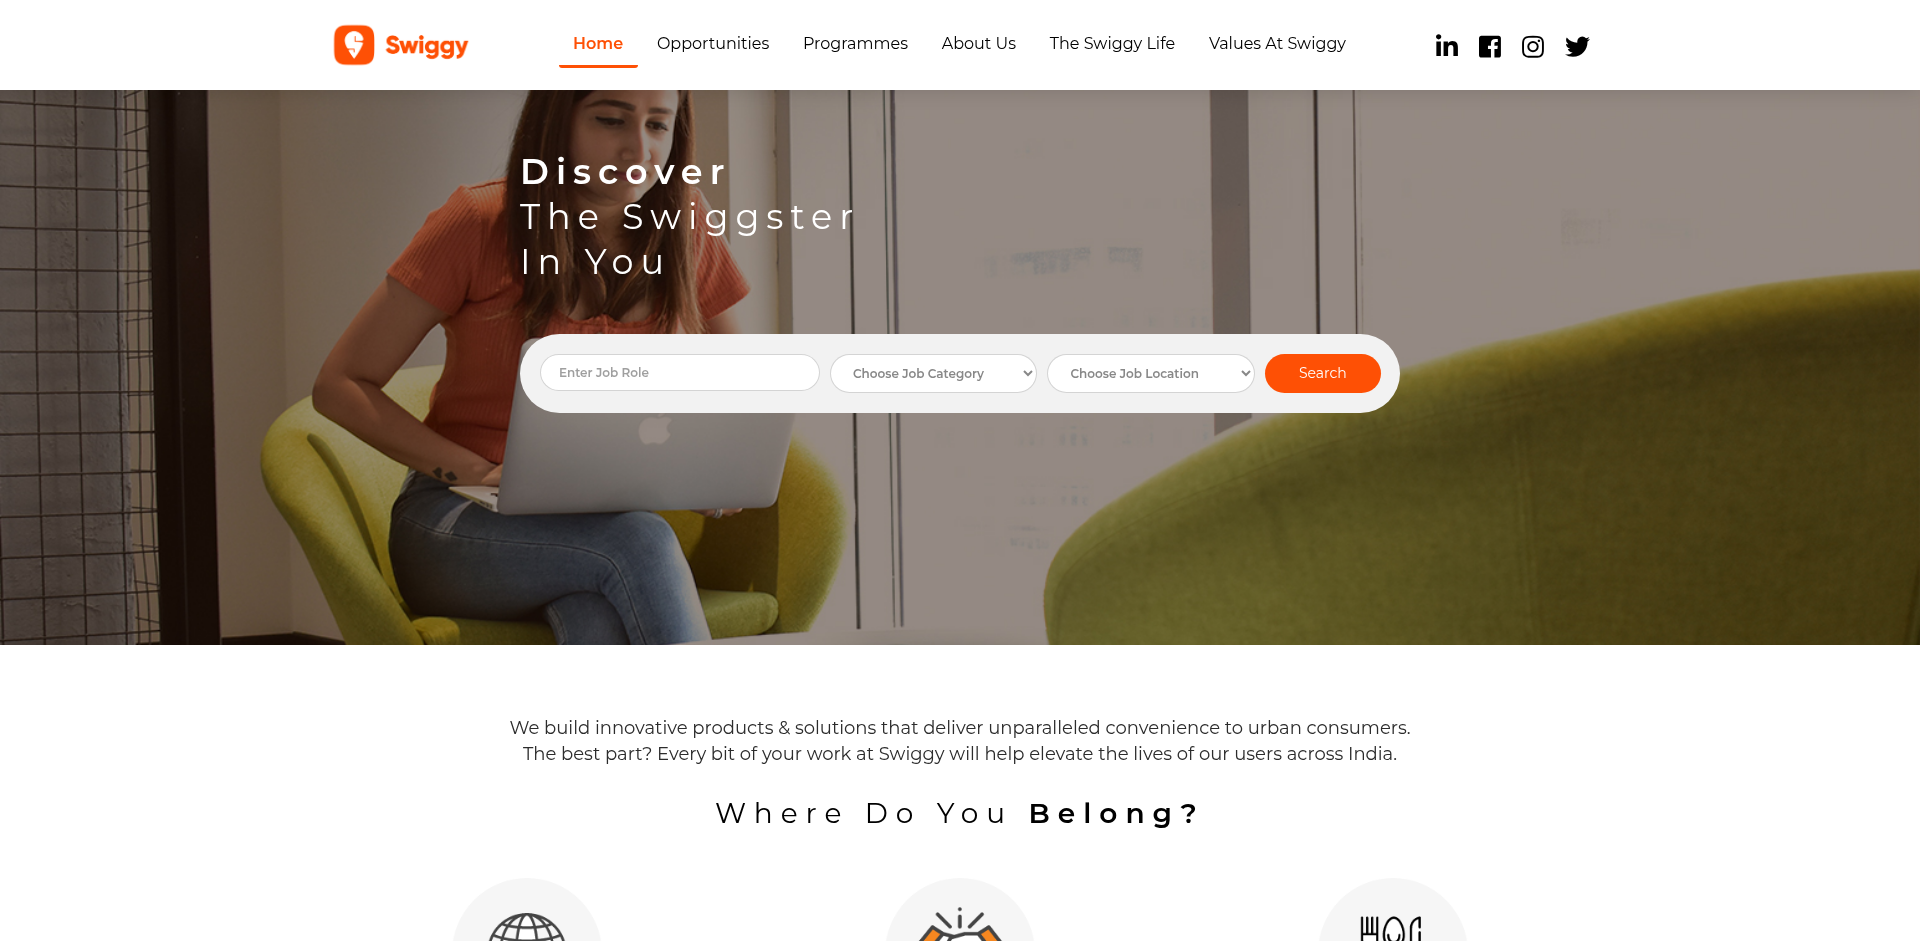 Swiggy
Home
Opportunities
Programmes
About Us
The Swiggy Life
Values At Swiggy
Discover
The Swiggster
In You
Enter Job Role
Choose Job Category
Choose Job Location
Search
We build innovative products & solutions that deliver unparalleled convenience to urban consumers.
The best part? Every bit of your work at Swiggy will help elevate the lives of our users across India.
Where Do You Belong?